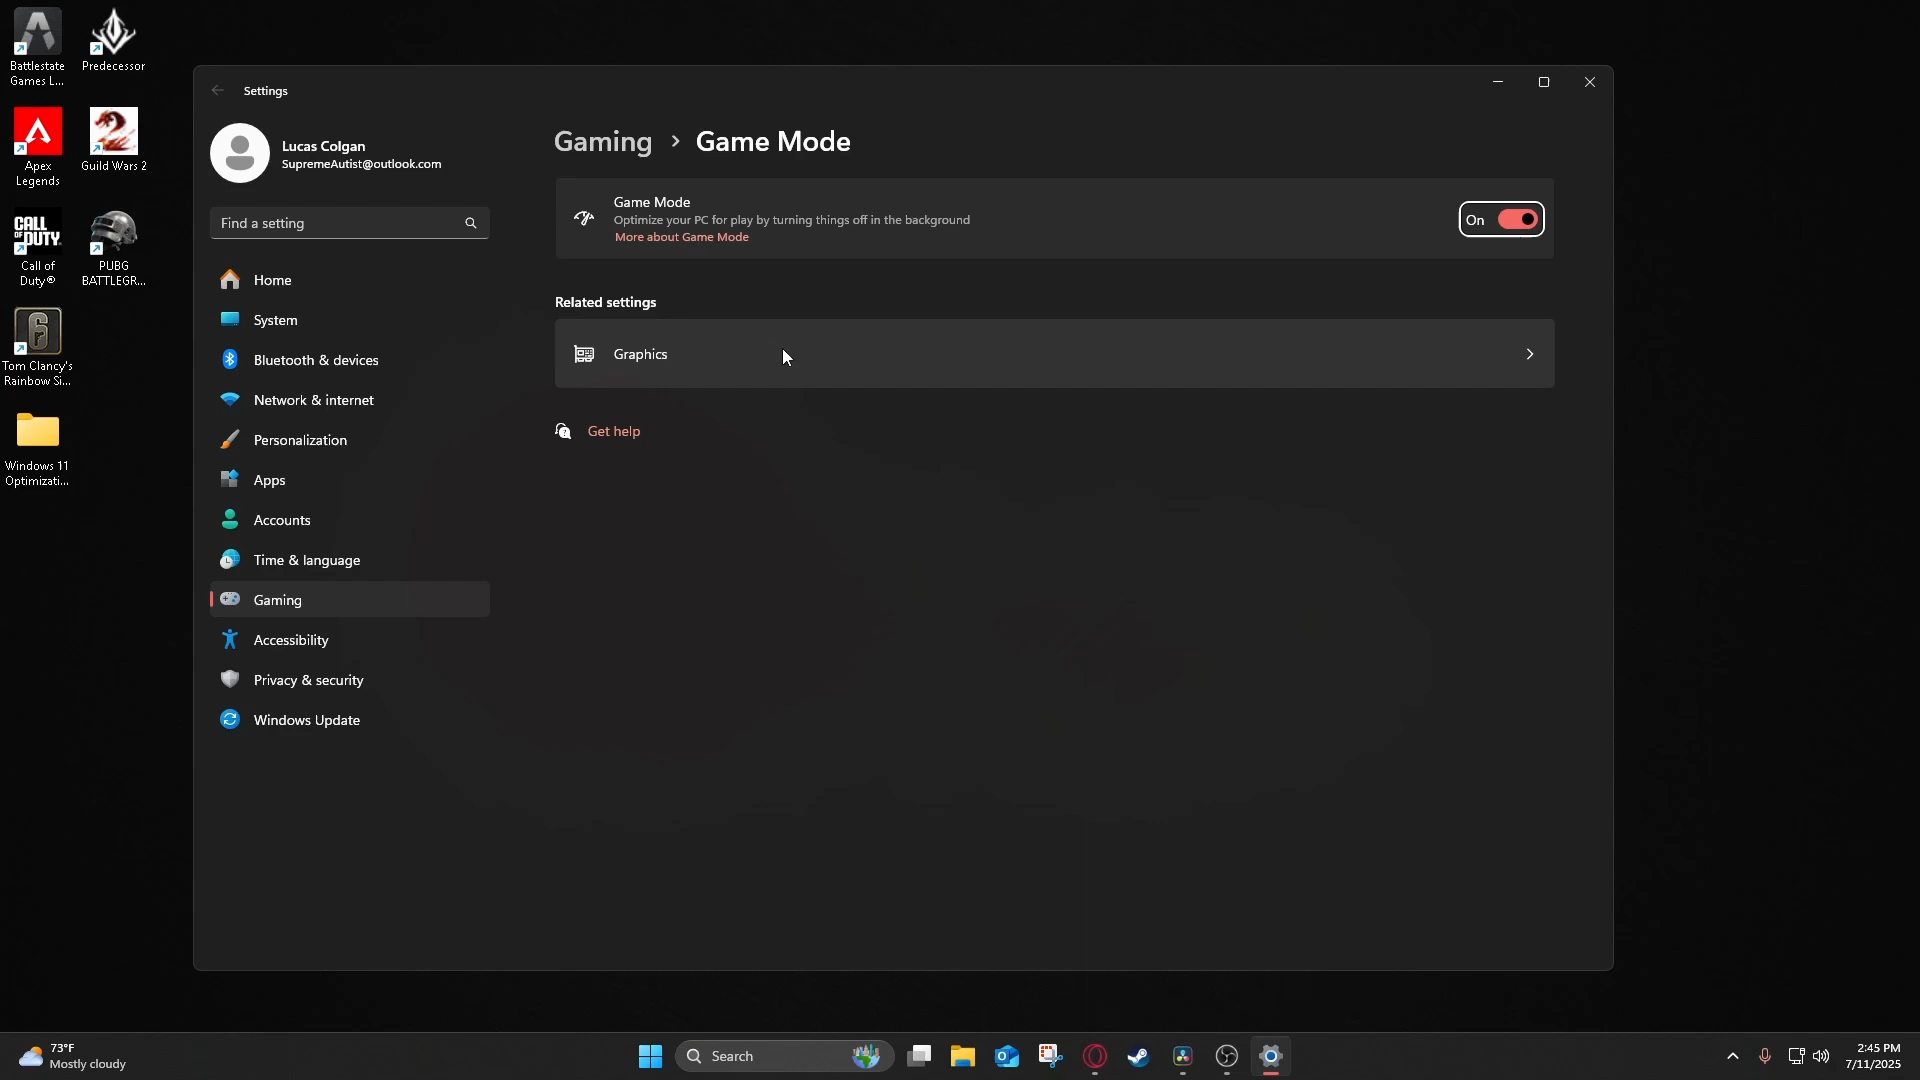 Battlestate
Games L...
Predecessor
Apex
Legends
Guild Wars 2
CALL
OF DUTY
Call of
Duty®
PUBG
BATTLEGR...
6
Tom Clancy's
Rainbow Si...
Windows 11
Optimizati...
Settings
Lucas Colgan
SupremeAutist@outlook.com
Find a setting
Home
System
Bluetooth & devices
Network & internet
Personalization
Apps
Accounts
Time & language
Gaming
Accessibility
Privacy & security
Windows Update
Gaming > Game Mode
Game Mode
Optimize your PC for play by turning things off in the background
More about Game Mode
On
Related settings
Graphics
Get help
73°F
Mostly cloudy
Search
2:45 PM
7/11/2025